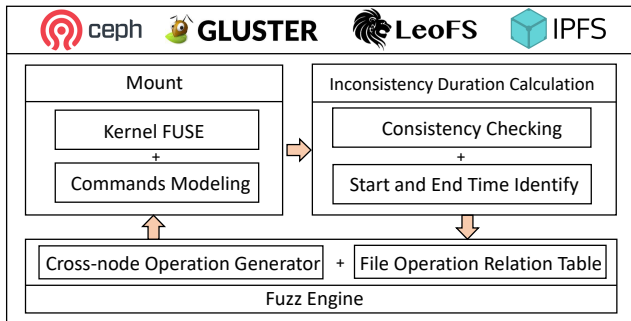 ceph GLUSTER LeoFS IPFS
Mount
Kernel FUSE
+
Commands Modeling
Inconsistency Duration Calculation
Consistency Checking
+
Start and End Time Identify
Cross-node Operation Generator + File Operation Relation Table
Fuzz Engine